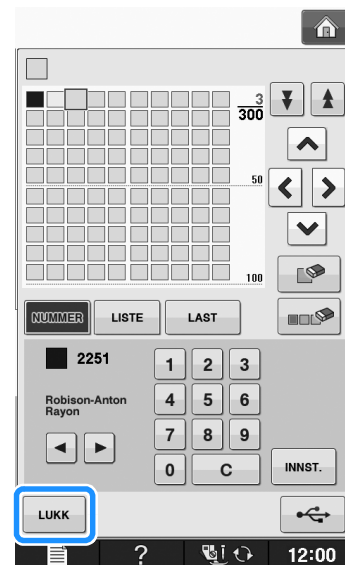 3
300
50
100
NUMMER LISTE LAST
2251
Robison-Anton
Rayon
1 2 3
4 5 6
7 8 9
0 C INNST.
LUKK
? 12:00